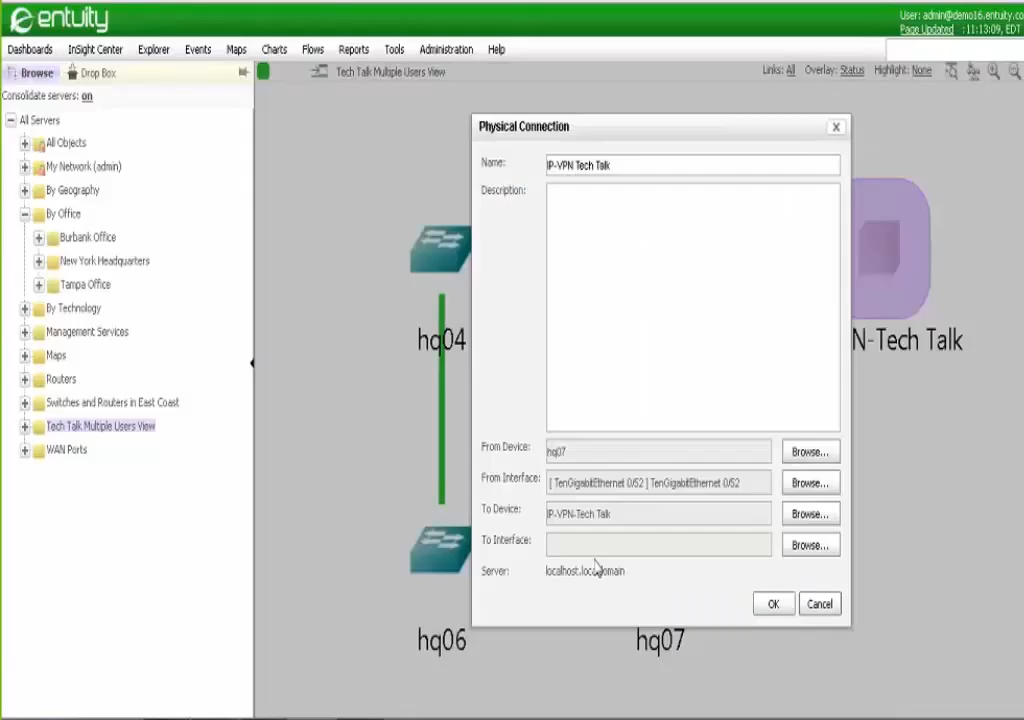 entuity
User: admin@demo16.entuity.co
Page Updated :11:13:09, EDT
Dashboards InSight Center Explorer Events Maps Charts Flows Reports Tools Administration Help
Browse Drop Box
Tech Talk Multiple Users View
Links: All Overlay: Status Highlight: None
Consolidate servers: on
All Servers
All Objects
My Network (admin)
By Geography
By Office
Burbank Office
New York Headquarters
Tampa Office
By Technology
Management Services
Maps
Routers
Switches and Routers in East Coast
Tech Talk Multiple Users View
WAN Ports
Physical Connection
X
Name: IP-VPN Tech Talk
Description:
From Device: hq07 Browse...
From Interface: [ TenGigabitEthernet 0/52 ] TenGigabitEthernet 0/52 Browse...
To Device: IP-VPN-Tech Talk Browse...
To Interface: Browse...
Server: localhost.localdomain
OK Cancel
hq04
N-Tech Talk
hq06
hq07